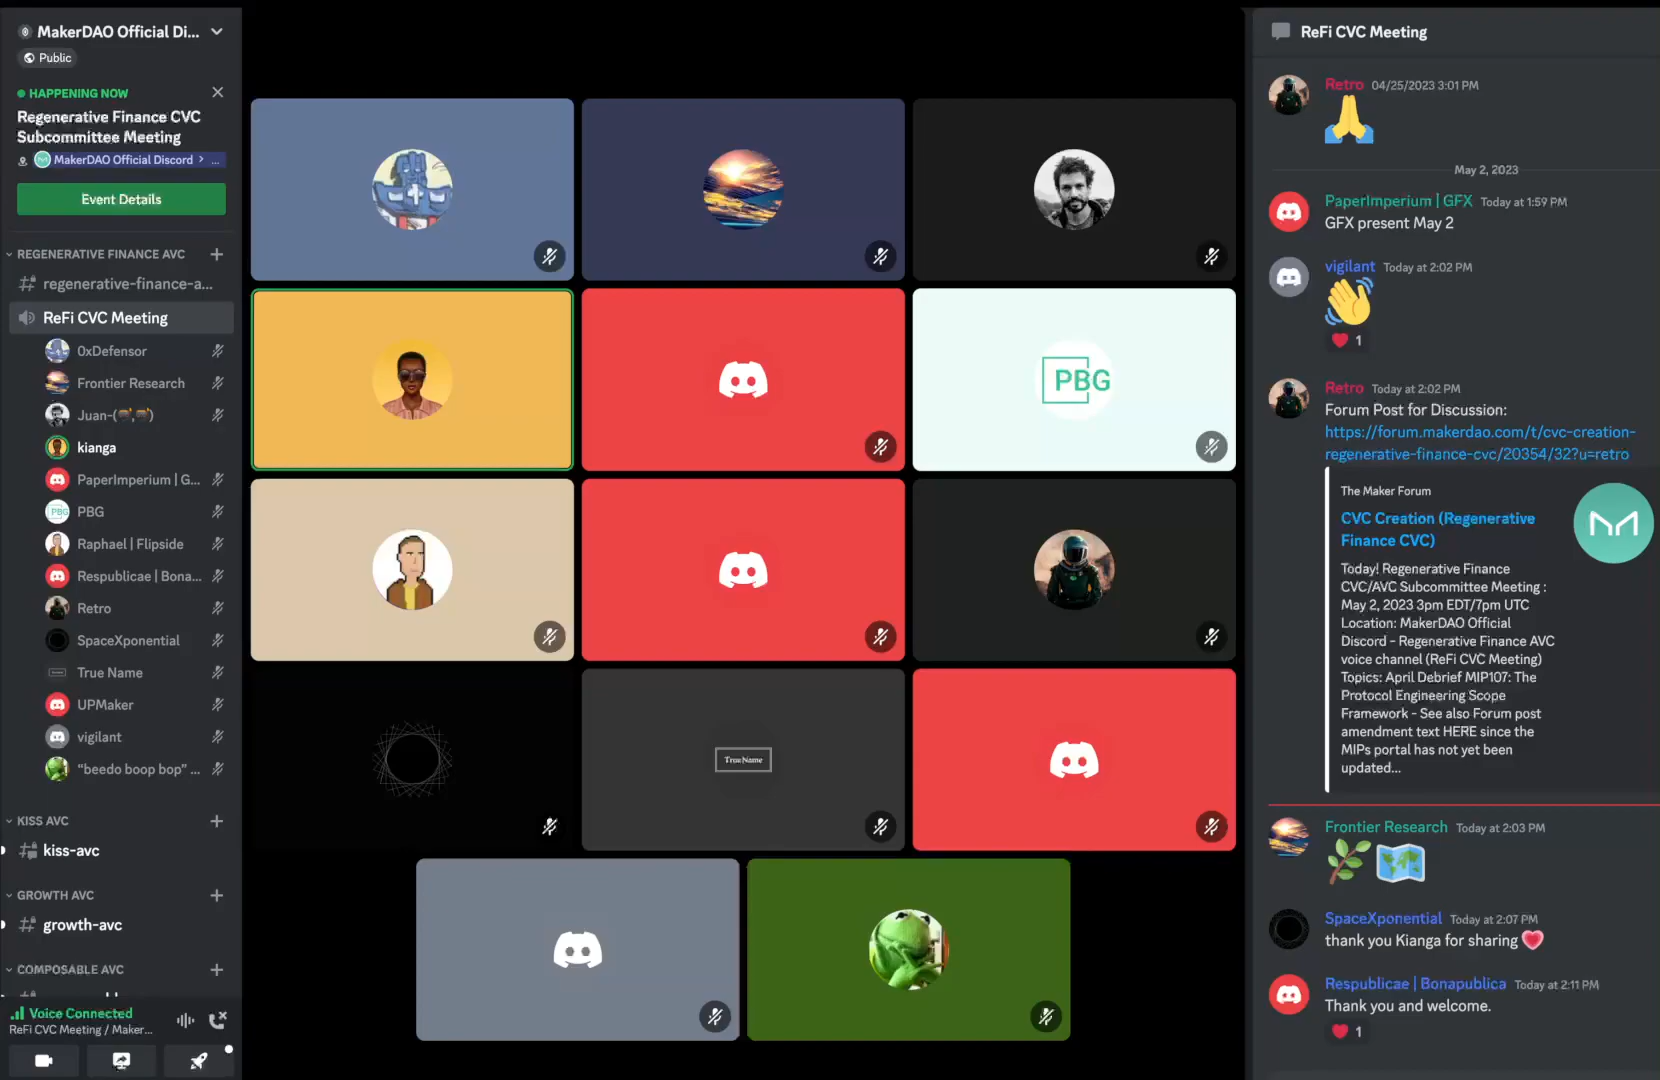 MakerDAO Official Di...
Public
HAPPENING NOW
Regenerative Finance CVC
Subcommittee Meeting
MakerDAO Official Discord > ...
Event Details
REGENERATIVE FINANCE AVC
regenerative-finance-a...
ReFi CVC Meeting
0xDefensor
Frontier Research
Juan-(🕶️,🕶️)
kianga
PaperImperium | G...
PBG
Raphael | Flipside
Respublicae | Bona...
Retro
SpaceXponential
True Name
UPMaker
vigilant
“beedo boop bop” ...
KISS AVC
kiss-avc
GROWTH AVC
growth-avc
COMPOSABLE AVC
Voice Connected
ReFi CVC Meeting / Maker...
PBG
TrueName
ReFi CVC Meeting
Retro 04/25/2023 3:01 PM
🙏
May 2, 2023
PaperImperium | GFX Today at 1:59 PM
GFX present May 2
vigilant Today at 2:02 PM
👋
❤️ 1
Retro Today at 2:02 PM
Forum Post for Discussion:
https://forum.makerdao.com/t/cvc-creation-
regenerative-finance-cvc/20354/32?u=retro
The Maker Forum
CVC Creation (Regenerative
Finance CVC)
Today! Regenerative Finance
CVC/AVC Subcommittee Meeting :
May 2, 2023 3pm EDT/7pm UTC
Location: MakerDAO Official
Discord - Regenerative Finance AVC
voice channel (ReFi CVC Meeting)
Topics: April Debrief MIP107: The
Protocol Engineering Scope
Framework - See also Forum post
amendment text HERE since the
MIPs portal has not yet been
updated...
Frontier Research Today at 2:03 PM
🌿🗺️
SpaceXponential Today at 2:07 PM
thank you Kianga for sharing 💗
Respublicae | Bonapublica Today at 2:11 PM
Thank you and welcome.
❤️ 1